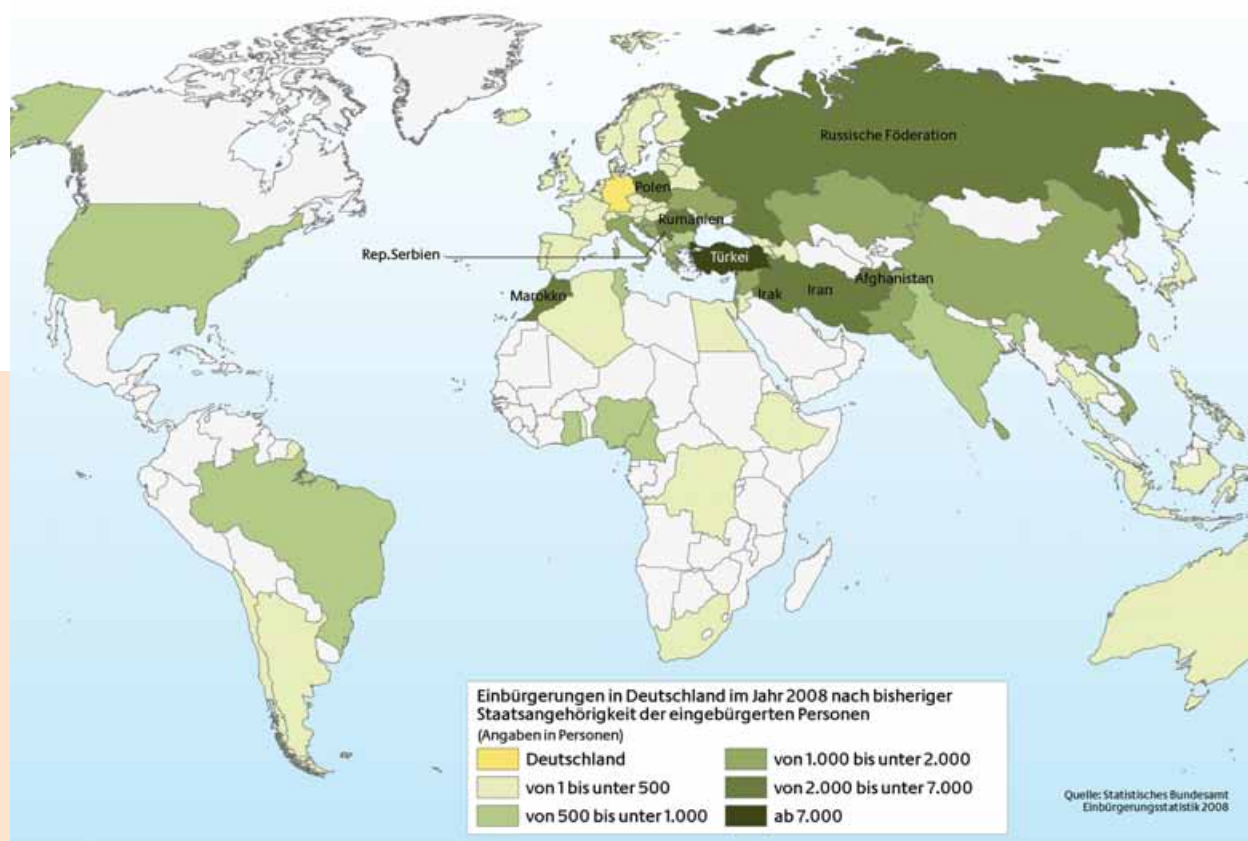 Russische Föderation
Polen
Rumänien
Rep.Serbien
Türkei
Afghanistan
Marokko
Irak
Iran
Einbürgerungen in Deutschland im Jahr 2008 nach bisheriger
Staatsangehörigkeit der eingebürgerten Personen
(Angaben in Personen)
Deutschland
von 1 bis unter 500
von 500 bis unter 1.000
von 1.000 bis unter 2.000
von 2.000 bis unter 7.000
ab 7.000
Quelle: Statistisches Bundesamt
Einbürgerungsstatistik 2008